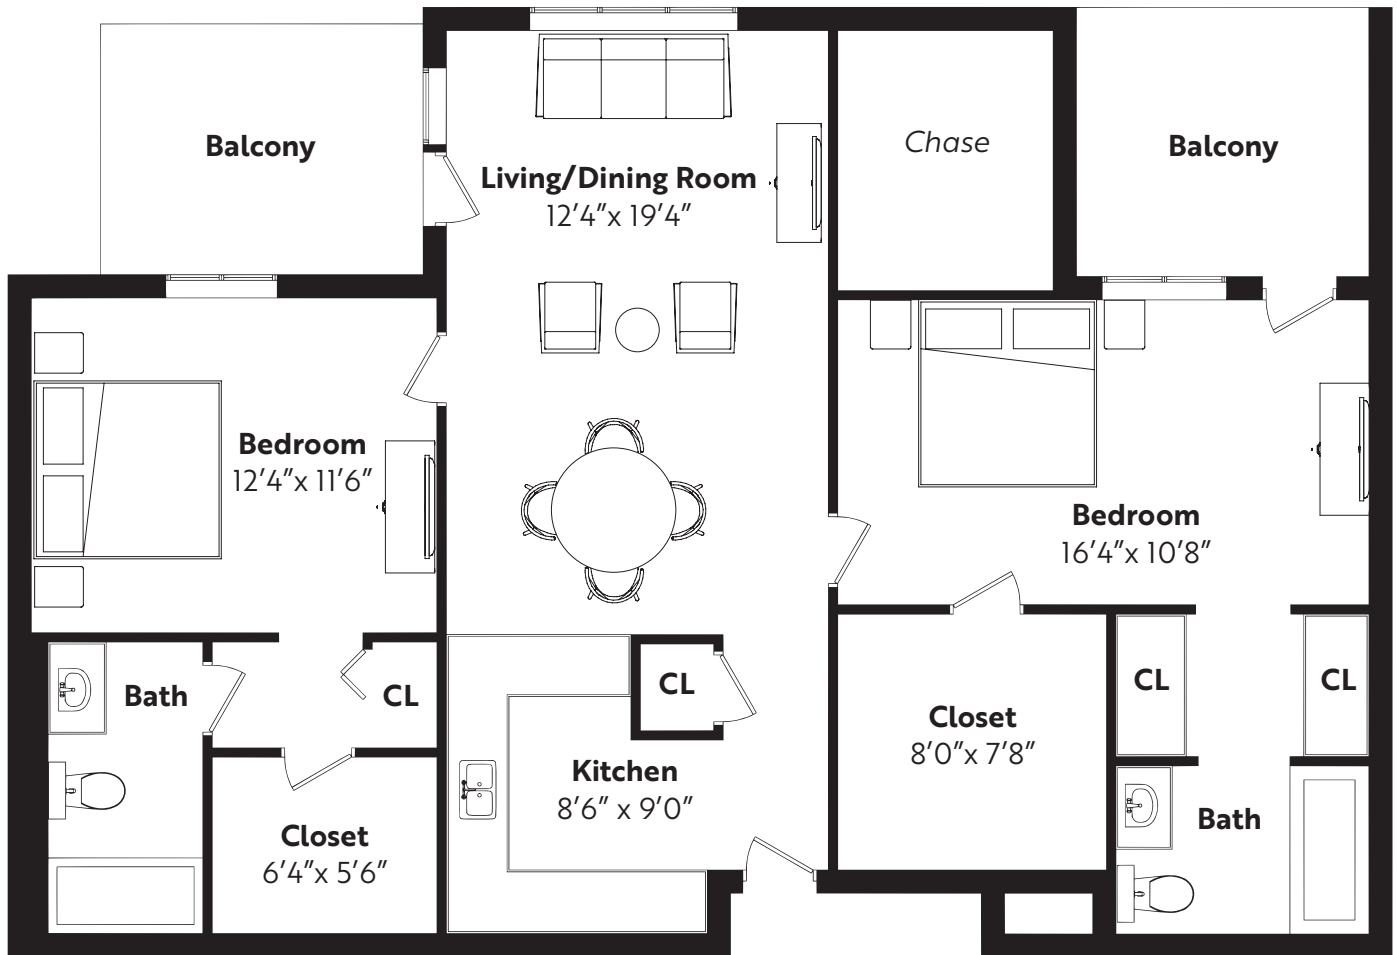 Balcony
Living/Dining Room
12’4”x 19’4”
Chase
Balcony
Bedroom
12’4”x 11’6”
Bedroom
16’4”x 10’8”
Bath
CL
CL
Closet
8’0”x 7’8”
CL
CL
Kitchen
8’6” x 9’0”
Closet
6’4”x 5’6”
Bath